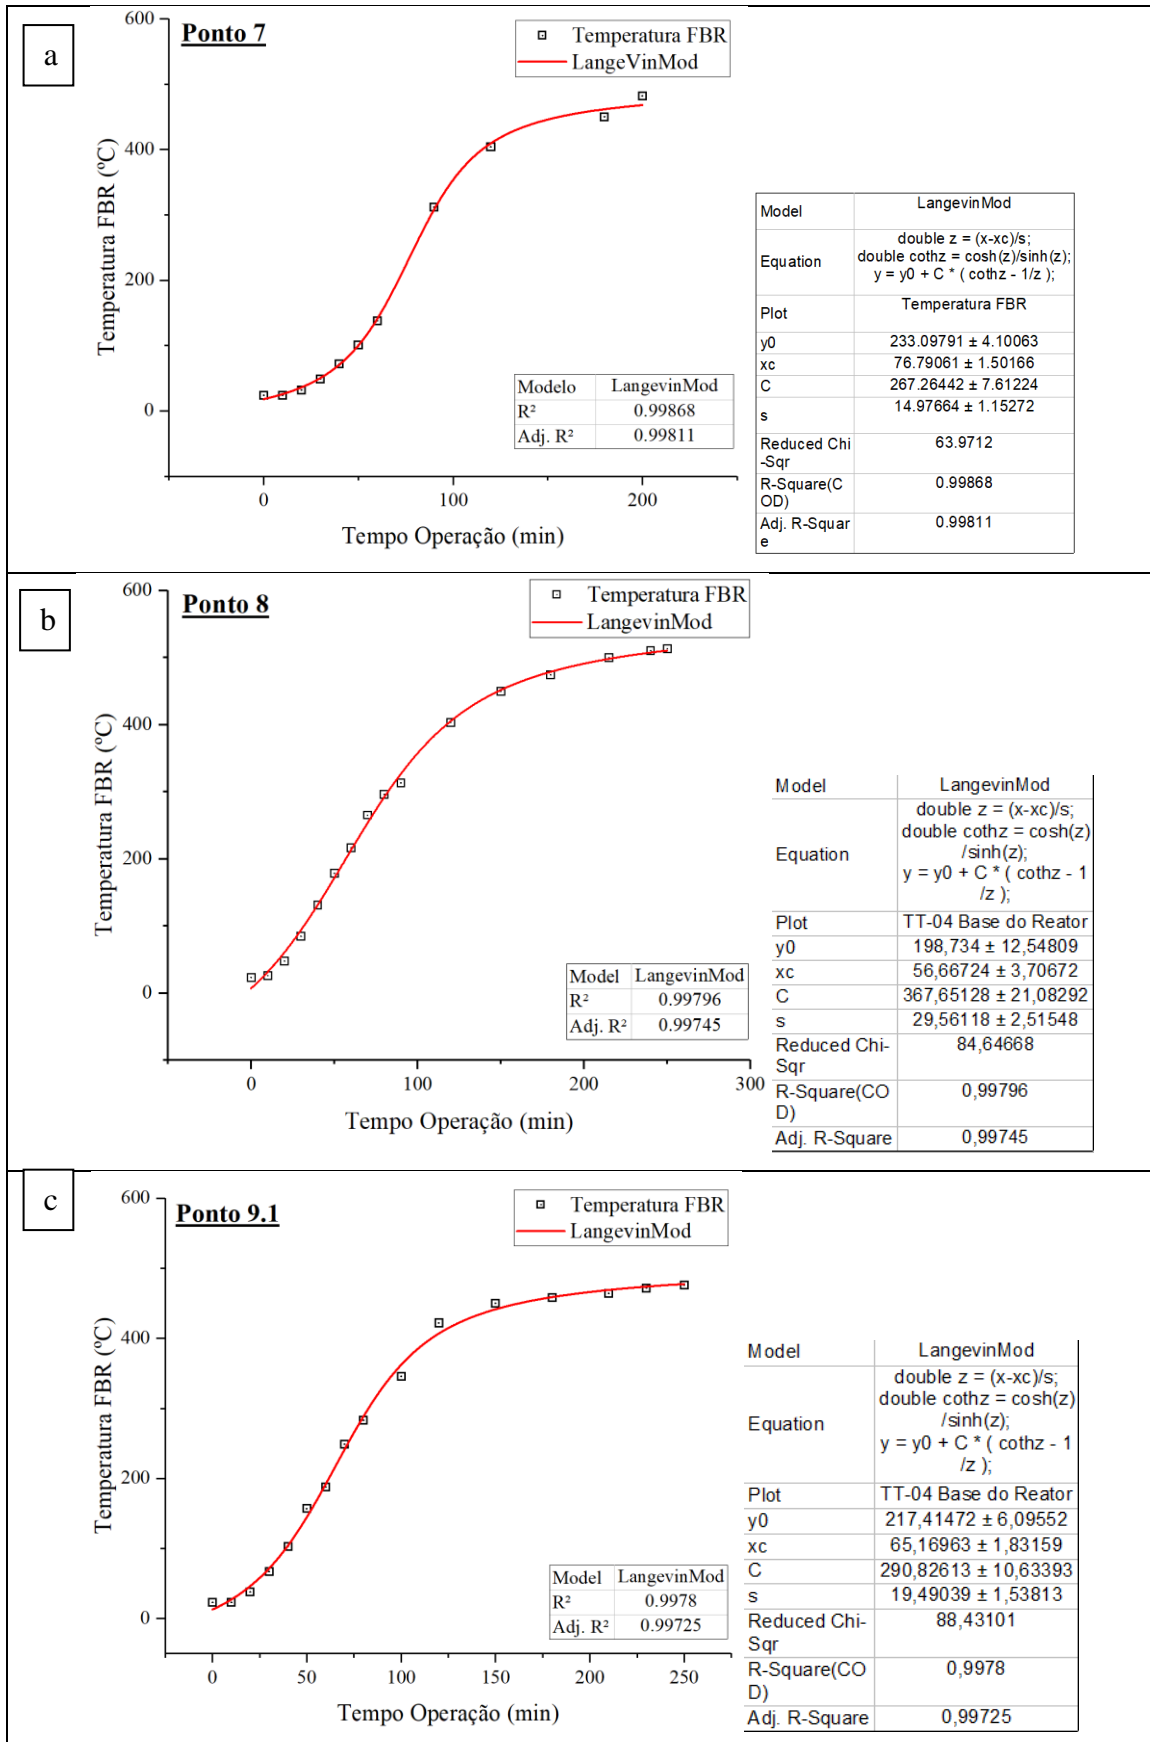 a
Ponto 7
Temperatura FBR
LangeVinMod
600
400
200
0
Temperatura FBR (ºC)
0
100
200
Tempo Operação (min)
Modelo LangevinMod
R² 0.99868
Adj. R² 0.99811
Model LangevinMod
Equation
double z = (x-xc)/s;
double cothz = cosh(z)/sinh(z);
y = y0 + C * ( cothz - 1/z );
Plot Temperatura FBR
y0 233.09791 ± 4.10063
xc 76.79061 ± 1.50166
C 267.26442 ± 7.61224
s 14.97664 ± 1.15272
Reduced Chi
-Sqr
63.9712
R-Square(C
OD)
0.99868
Adj. R-Squar
e
0.99811
b
Ponto 8
Temperatura FBR
LangevinMod
600
400
200
0
Temperatura FBR (ºC)
0
100
200
300
Tempo Operação (min)
Model LangevinMod
R² 0.99796
Adj. R² 0.99745
Model LangevinMod
Equation
double z = (x-xc)/s;
double cothz = cosh(z)
/sinh(z);
y = y0 + C * ( cothz - 1
/z );
Plot TT-04 Base do Reator
y0 198,734 ± 12,54809
xc 56,66724 ± 3,70672
C 367,65128 ± 21,08292
s 29,56118 ± 2,51548
Reduced Chi-
Sqr
84,64668
R-Square(CO
D)
0,99796
Adj. R-Square 0,99745
c
Ponto 9.1
Temperatura FBR
LangevinMod
600
400
200
0
Temperatura FBR (ºC)
0
50
100
150
200
250
Tempo Operação (min)
Model LangevinMod
R² 0.9978
Adj. R² 0.99725
Model LangevinMod
Equation
double z = (x-xc)/s;
double cothz = cosh(z)
/sinh(z);
y = y0 + C * ( cothz - 1
/z );
Plot TT-04 Base do Reator
y0 217,41472 ± 6,09552
xc 65,16963 ± 1,83159
C 290,82613 ± 10,63393
s 19,49039 ± 1,53813
Reduced Chi-
Sqr
88,43101
R-Square(CO
D)
0,9978
Adj. R-Square 0,99725